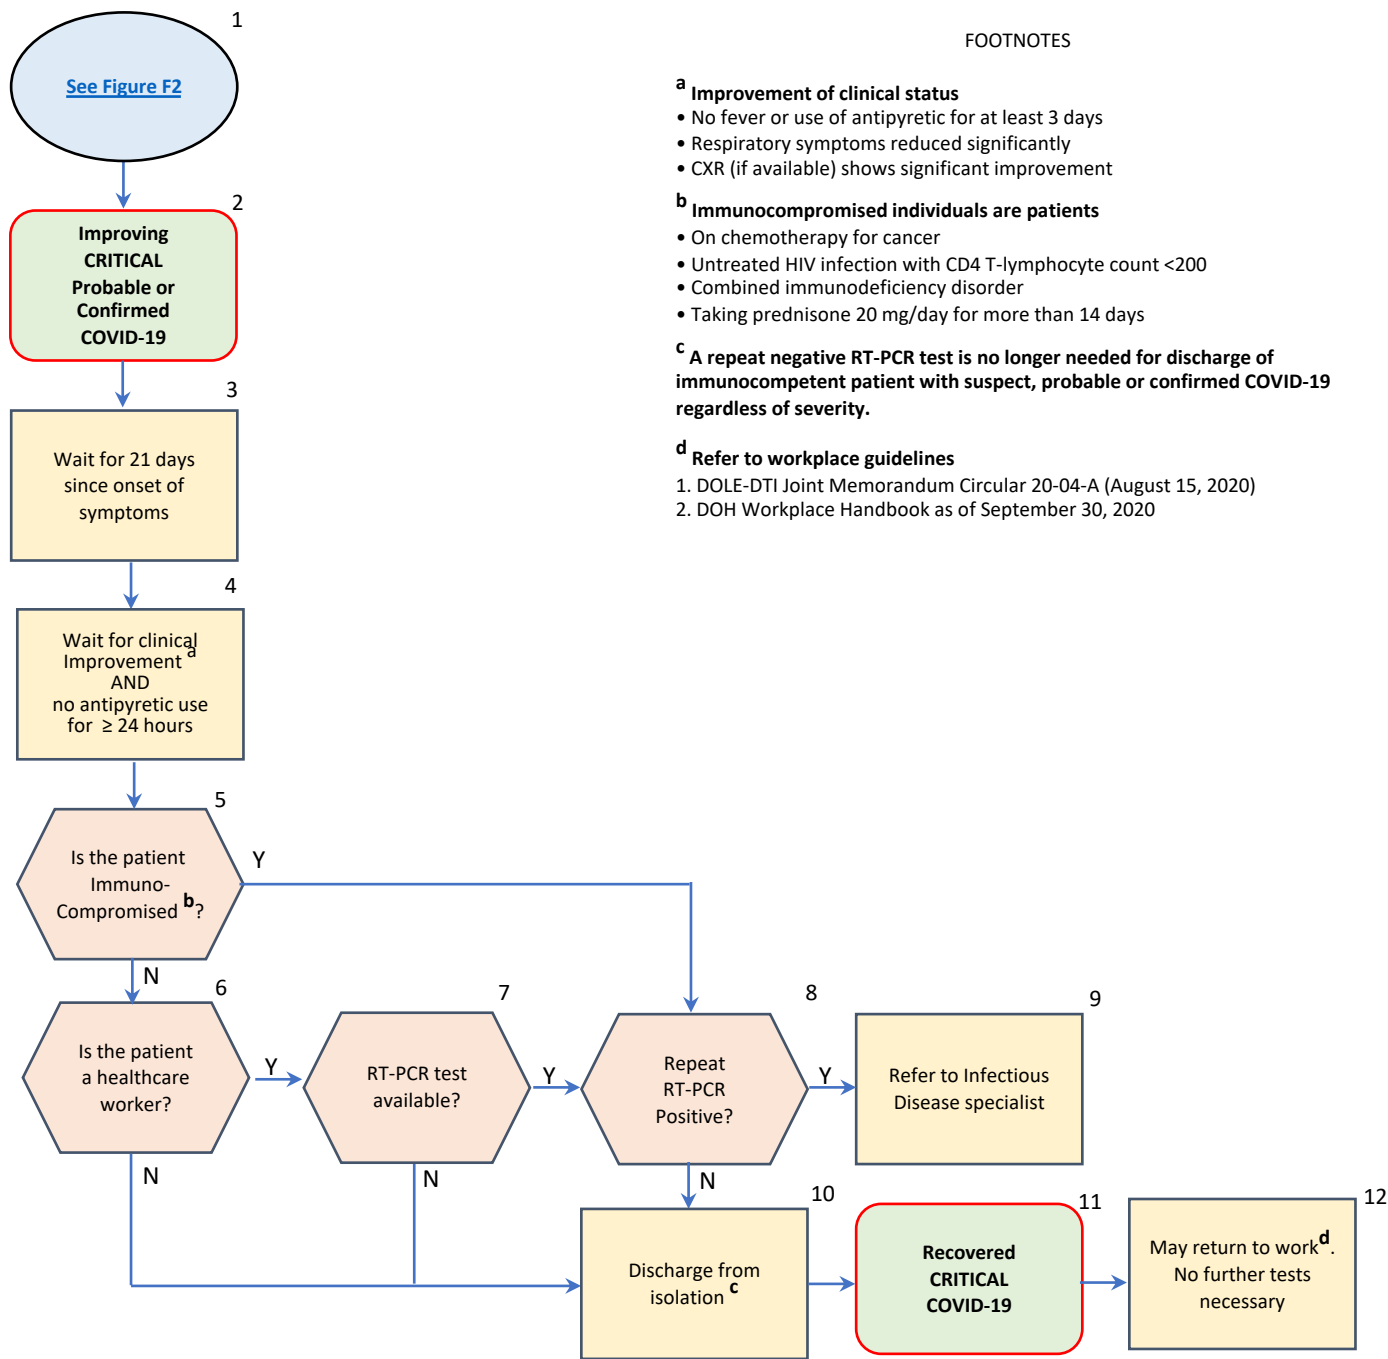 1
See Figure F2
2
Improving
CRITICAL
Probable or
Confirmed
COVID-19
3
Wait for 21 days
since onset of
symptoms
4
Wait for clinical
Improvement a
AND
no antipyretic use
for ≥ 24 hours
5
Is the patient
Immuno-
Compromised b?
Y
N
6
Is the patient
a healthcare
worker?
Y
N
7
RT-PCR test
available?
Y
N
8
Repeat
RT-PCR
Positive?
Y
N
9
Refer to Infectious
Disease specialist
10
Discharge from
isolation c
11
Recovered
CRITICAL
COVID-19
12
May return to work d.
No further tests
necessary
FOOTNOTES
a Improvement of clinical status
• No fever or use of antipyretic for at least 3 days
• Respiratory symptoms reduced significantly
• CXR (if available) shows significant improvement
b Immunocompromised individuals are patients
• On chemotherapy for cancer
• Untreated HIV infection with CD4 T-lymphocyte count <200
• Combined immunodeficiency disorder
• Taking prednisone 20 mg/day for more than 14 days
c A repeat negative RT-PCR test is no longer needed for discharge of
immunocompetent patient with suspect, probable or confirmed COVID-19
regardless of severity.
d Refer to workplace guidelines
1. DOLE-DTI Joint Memorandum Circular 20-04-A (August 15, 2020)
2. DOH Workplace Handbook as of September 30, 2020